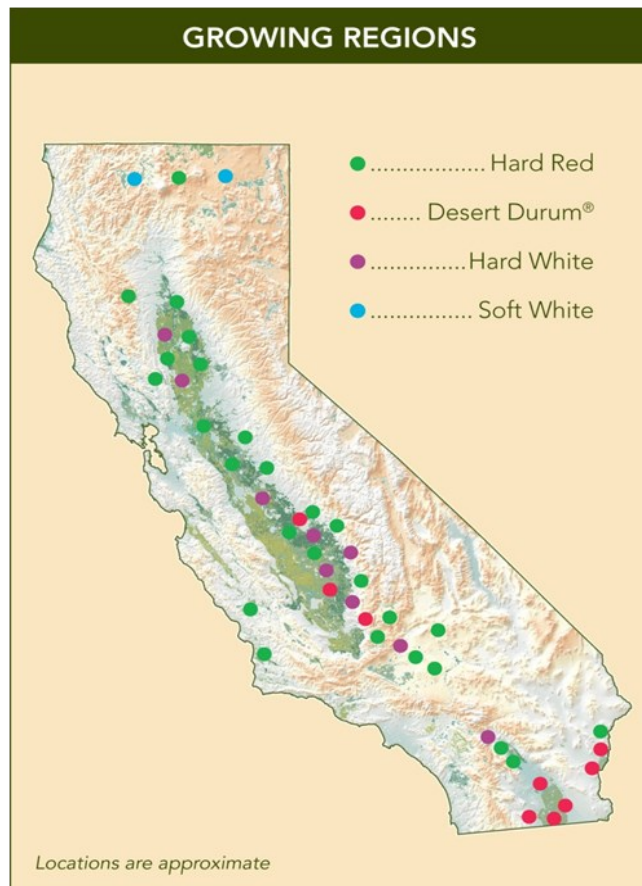 GROWING REGIONS
.................. Hard Red
........ Desert Durum®
................Hard White
................. Soft White
Locations are approximate